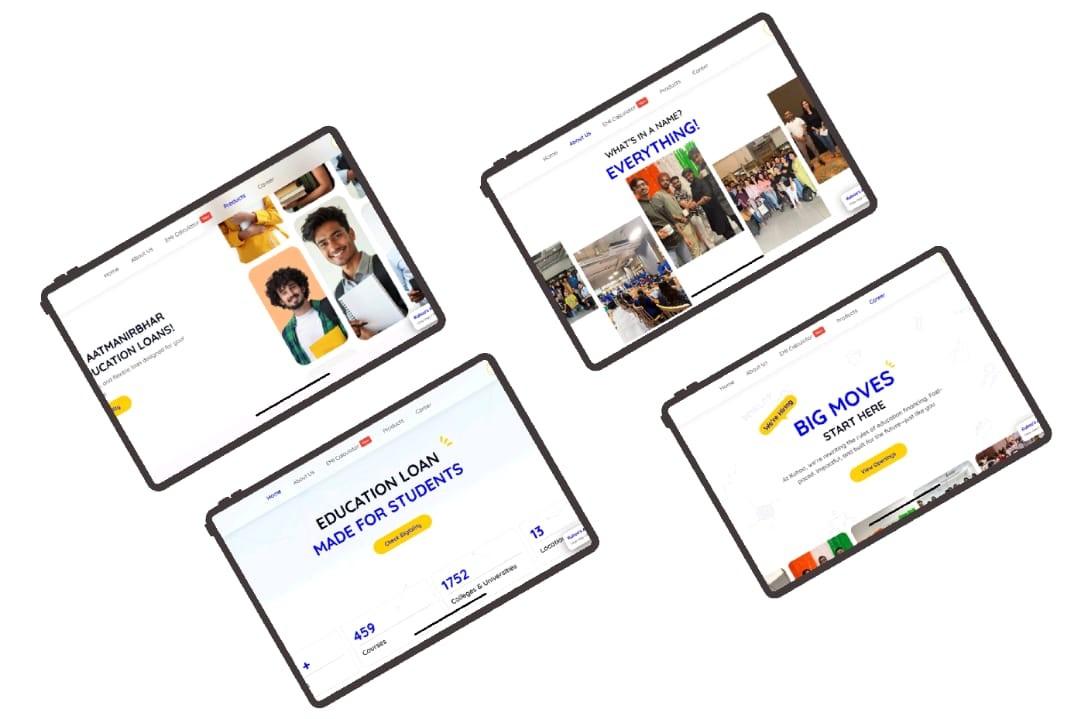 Home
About Us
EMI Calculator
New
Products
Career
AATMANIRBHAR
UCATION LOANS!
and flexible loan designed for your
Home
About Us
EMI Calculator
New
Products
Career
WHAT'S IN A NAME?
EVERYTHING!
Home
About Us
EMI Calculator
New
Products
Career
EDUCATION LOAN
MADE FOR STUDENTS
Check Eligibility
+
459
Courses
1752
Colleges & Universities
13
Home
About Us
EMI Calculator
New
Products
Career
We're Hiring
BIG MOVES
START HERE
At Kuhoo, we're rewriting the rules of education financing. Fast-
paced, impactful, and built for the future—just like you
View Openings